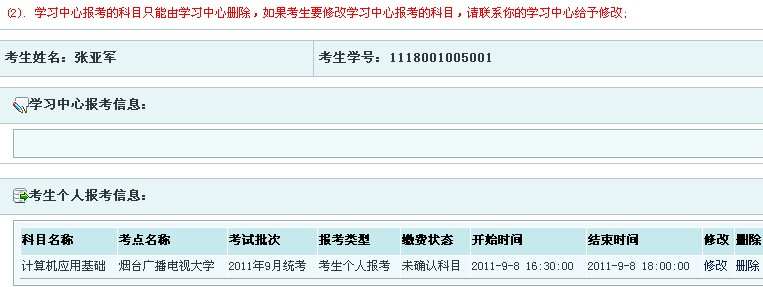 (2). 学习中心报考的科目只能由学习中心删除，如果考生要修改学习中心报考的科目，请联系你的学习中心给予修改;
考生姓名：张亚军 考生学号：1118001005001
学习中心报考信息：
考生个人报考信息：
科目名称 考点名称 考试批次 报考类型 缴费状态 开始时间 结束时间 修改 删除
计算机应用基础 烟台广播电视大学 2011年9月统考 考生个人报考 未确认科目 2011-9-8 16:30:00 2011-9-8 18:00:00 修改 删除